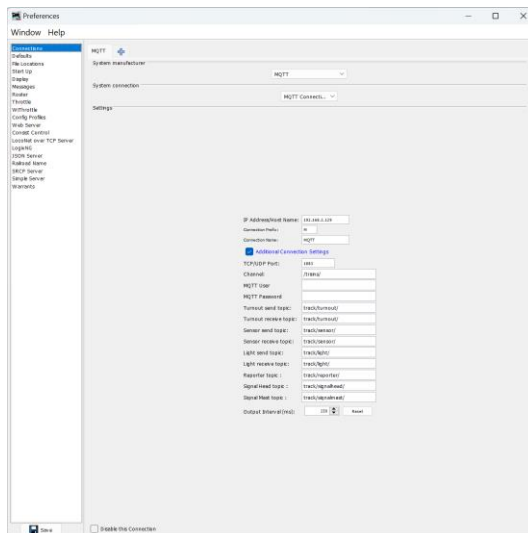 Preferences
Window Help
Connections
Defaults
File Locations
Start Up
Display
Messages
Roster
Throttle
WiThrottle
Config Profiles
Web Server
Consist Control
LocoNet over TCP Server
LogixNG
JSON Server
Railroad Name
SRCP Server
Simple Server
Warrants
Save
MQTT
System manufacturer
MQTT
System connection
MQTT Connecti...
Settings
IP Address/Host Name:
Connection Prefix: M
Connection Name: MQTT
Additional Connection Settings
TCP/UDP Port: 1883
Channel: /trains/
MQTT User
MQTT Password
Turnout send topic: track/turnout/
Turnout receive topic: track/turnout/
Sensor send topic: track/sensor/
Sensor receive topic: track/sensor/
Light send topic: track/light/
Light receive topic: track/light/
Reporter topic : track/reporter/
Signal Head topic : track/signalhead/
Signal Mast topic : track/signalmast/
Output Interval (ms): 250 Reset
Disable this Connection